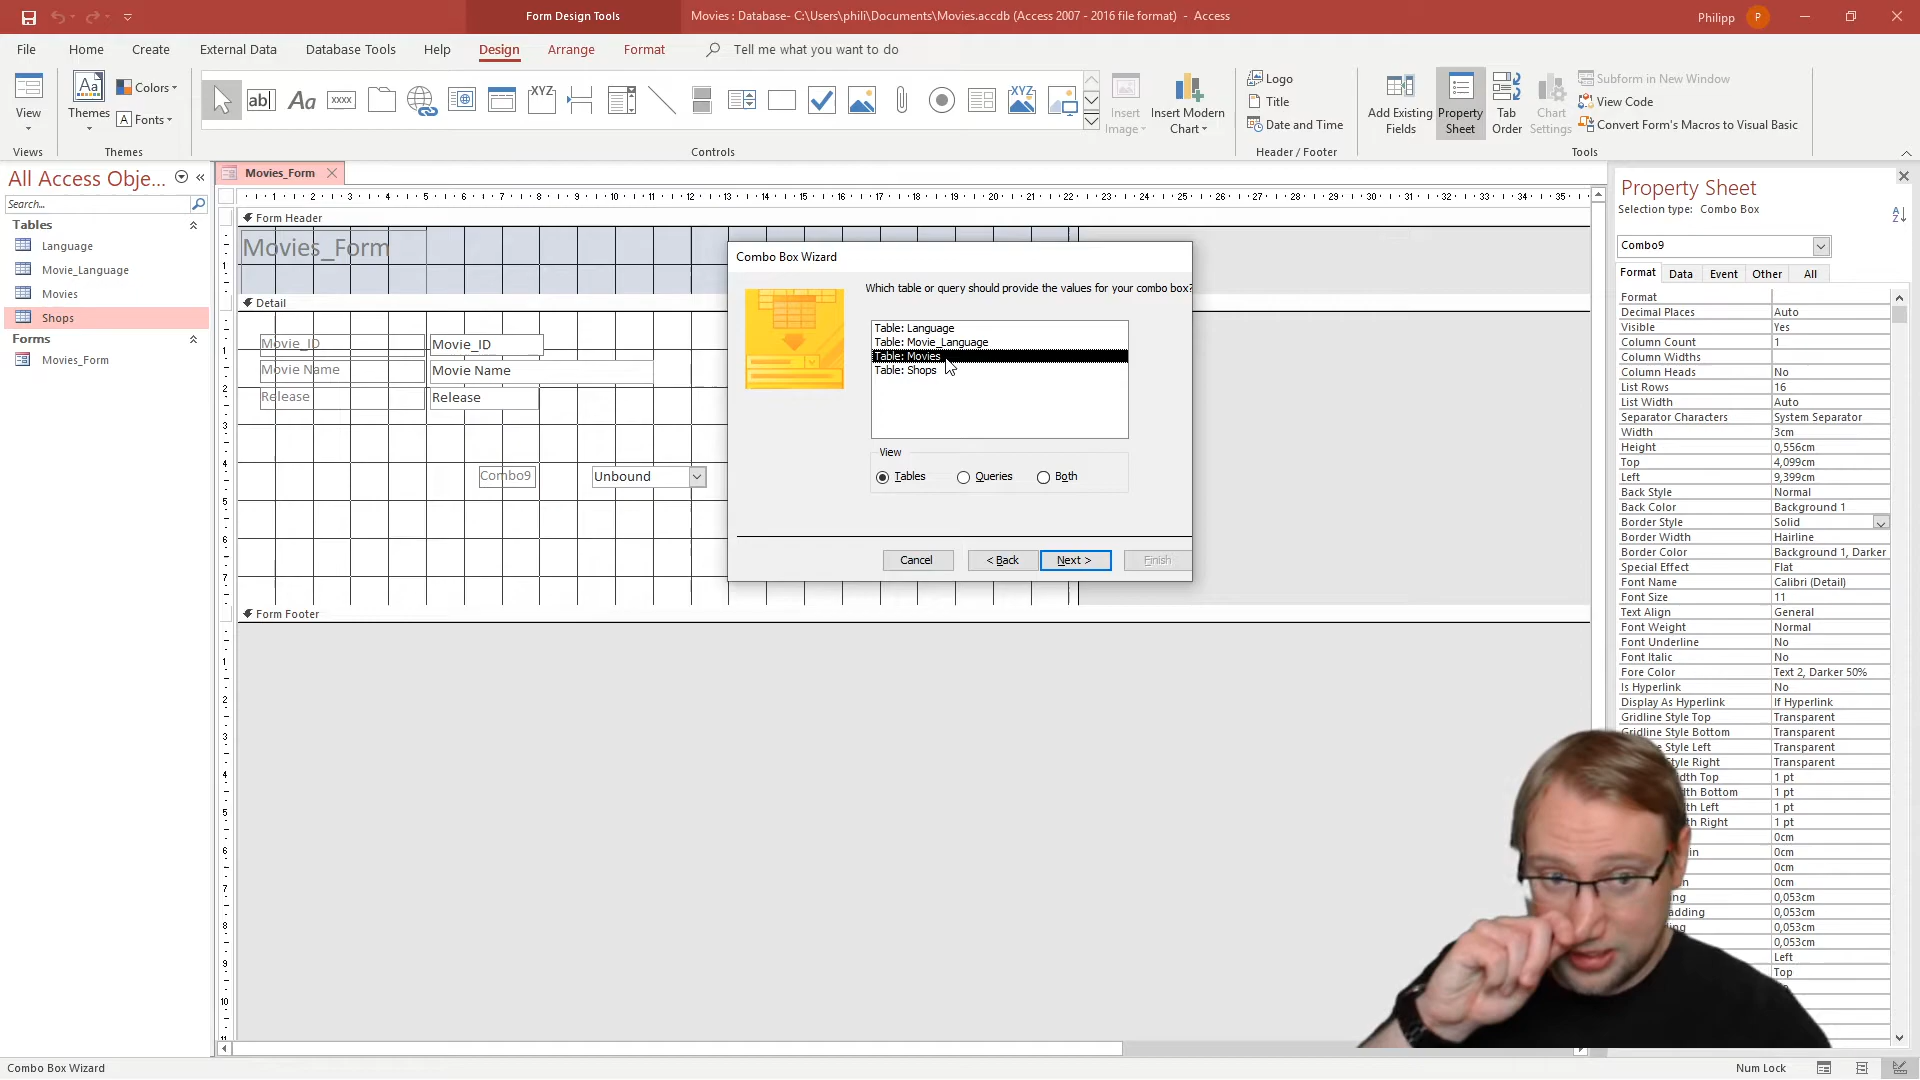 Form Design Tools
Movies : Database- C:\Users\phili\Documents\Movies.accdb (Access 2007 - 2016 file format) - Access
Philipp
P
File
Home
Create
External Data
Database Tools
Help
Design
Arrange
Format
Tell me what you want to do
View
Themes
Colors
Fonts
Views
Themes
Controls
Insert Image
Insert Modern Chart
Logo
Title
Date and Time
Header / Footer
Add Existing Fields
Property Sheet
Tab Order
Chart Settings
Subform in New Window
View Code
Convert Form's Macros to Visual Basic
Tools
All Access Obje...
Search...
Tables
Language
Movie_Language
Movies
Shops
Forms
Movies_Form
Movies_Form
Form Header
Movies_Form
Detail
Movie_ID
Movie_ID
Movie Name
Movie Name
Release
Release
Combo9
Unbound
Form Footer
Combo Box Wizard
Which table or query should provide the values for your combo box?
Table: Language
Table: Movie_Language
Table: Movies
Table: Shops
View
Tables
Queries
Both
Cancel
< Back
Next >
Finish
Property Sheet
Selection type: Combo Box
Combo9
Format
Data
Event
Other
All
Format
Decimal Places Auto
Visible Yes
Column Count 1
Column Widths
Column Heads No
List Rows 16
List Width Auto
Separator Characters System Separator
Width 3cm
Height 0,556cm
Top 4,099cm
Left 9,399cm
Back Style Normal
Back Color Background 1
Border Style Solid
Border Width Hairline
Border Color Background 1, Darker
Special Effect Flat
Font Name Calibri (Detail)
Font Size 11
Text Align General
Font Weight Normal
Font Underline No
Font Italic No
Fore Color Text 2, Darker 50%
Is Hyperlink No
Display As Hyperlink If Hyperlink
Gridline Style Top Transparent
Gridline Style Bottom Transparent
Style Left Transparent
Style Right Transparent
Width Top 1 pt
Width Bottom 1 pt
Width Left 1 pt
Width Right 1 pt
0cm
0cm
0cm
0cm
0,053cm
0,053cm
0,053cm
0,053cm
Left
Top
Combo Box Wizard
Num Lock